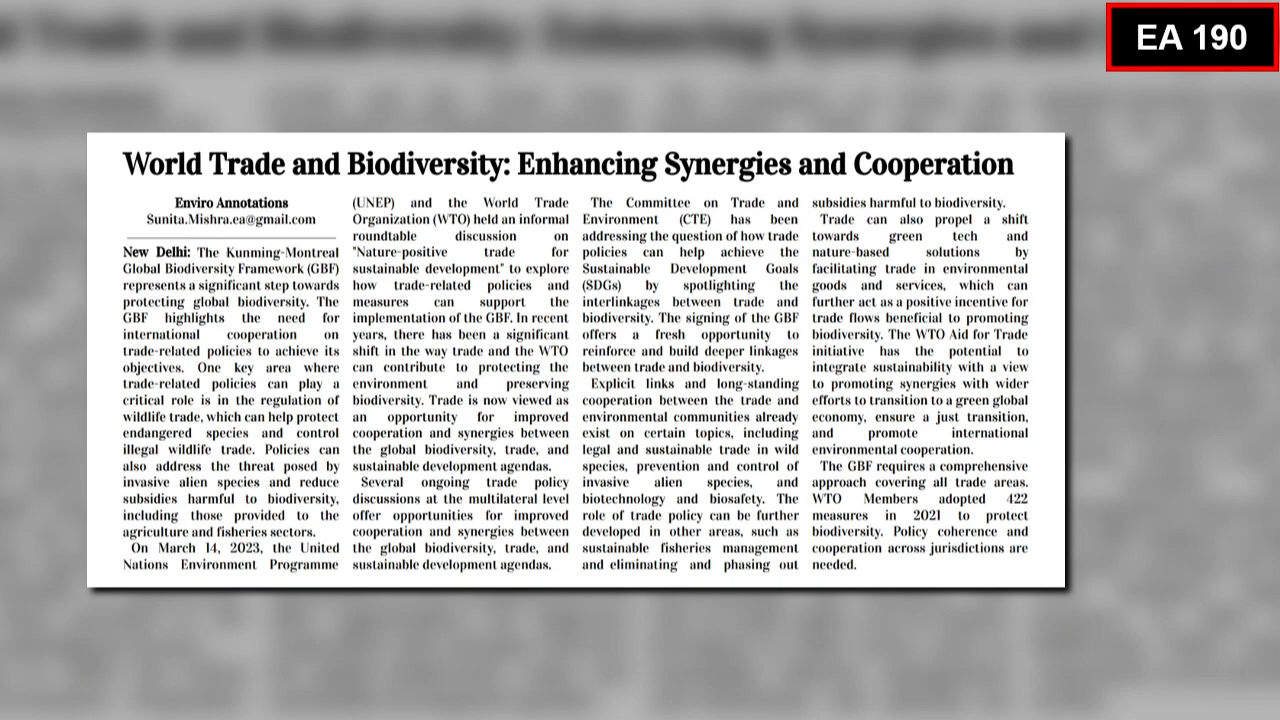 EA 190
World Trade and Biodiversity: Enhancing Synergies and Cooperation
Enviro Annotations
Sunita.Mishra.ea@gmail.com
New Delhi: The Kunming-Montreal
Global Biodiversity Framework (GBF)
represents a significant step towards
protecting global biodiversity. The
GBF highlights the need for
international cooperation on
trade-related policies to achieve its
objectives. One key area where
trade-related policies can play a
critical role is in the regulation of
wildlife trade, which can help protect
endangered species and control
illegal wildlife trade. Policies can
also address the threat posed by
invasive alien species and reduce
subsidies harmful to biodiversity,
including those provided to the
agriculture and fisheries sectors.
On March 14, 2023, the United
Nations Environment Programme
(UNEP) and the World Trade
Organization (WTO) held an informal
roundtable discussion on
"Nature-positive trade for
sustainable development" to explore
how trade-related policies and
measures can support the
implementation of the GBF. In recent
years, there has been a significant
shift in the way trade and the WTO
can contribute to protecting the
environment and preserving
biodiversity. Trade is now viewed as
an opportunity for improved
cooperation and synergies between
the global biodiversity, trade, and
sustainable development agendas.
Several ongoing trade policy
discussions at the multilateral level
offer opportunities for improved
cooperation and synergies between
the global biodiversity, trade, and
sustainable development agendas.
The Committee on Trade and
Environment (CTE) has been
addressing the question of how trade
policies can help achieve the
Sustainable Development Goals
(SDGs) by spotlighting the
interlinkages between trade and
biodiversity. The signing of the GBF
offers a fresh opportunity to
reinforce and build deeper linkages
between trade and biodiversity.
Explicit links and long-standing
cooperation between the trade and
environmental communities already
exist on certain topics, including
legal and sustainable trade in wild
species, prevention and control of
invasive alien species, and
biotechnology and biosafety. The
role of trade policy can be further
developed in other areas, such as
sustainable fisheries management
and eliminating and phasing out
subsidies harmful to biodiversity.
Trade can also propel a shift
towards green tech and
nature-based solutions by
facilitating trade in environmental
goods and services, which can
further act as a positive incentive for
trade flows beneficial to promoting
biodiversity. The WTO Aid for Trade
initiative has the potential to
integrate sustainability with a view
to promoting synergies with wider
efforts to transition to a green global
economy, ensure a just transition,
and promote international
environmental cooperation.
The GBF requires a comprehensive
approach covering all trade areas.
WTO Members adopted 422
measures in 2021 to protect
biodiversity. Policy coherence and
cooperation across jurisdictions are
needed.